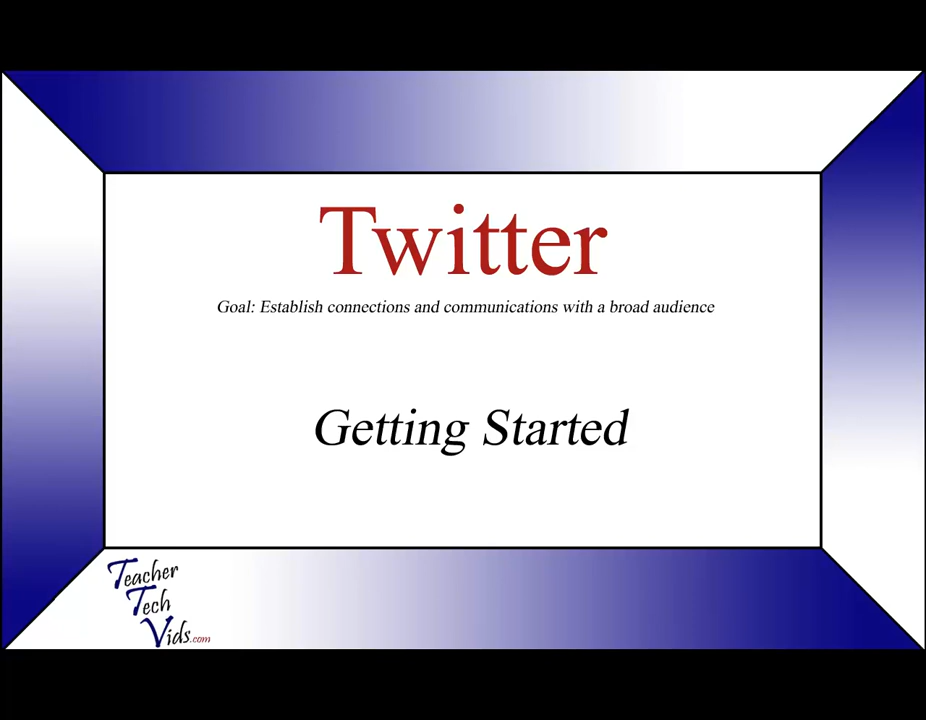 Twitter
Goal: Establish connections and communications with a broad audience
Getting Started
Teacher
Tech
Vids.com